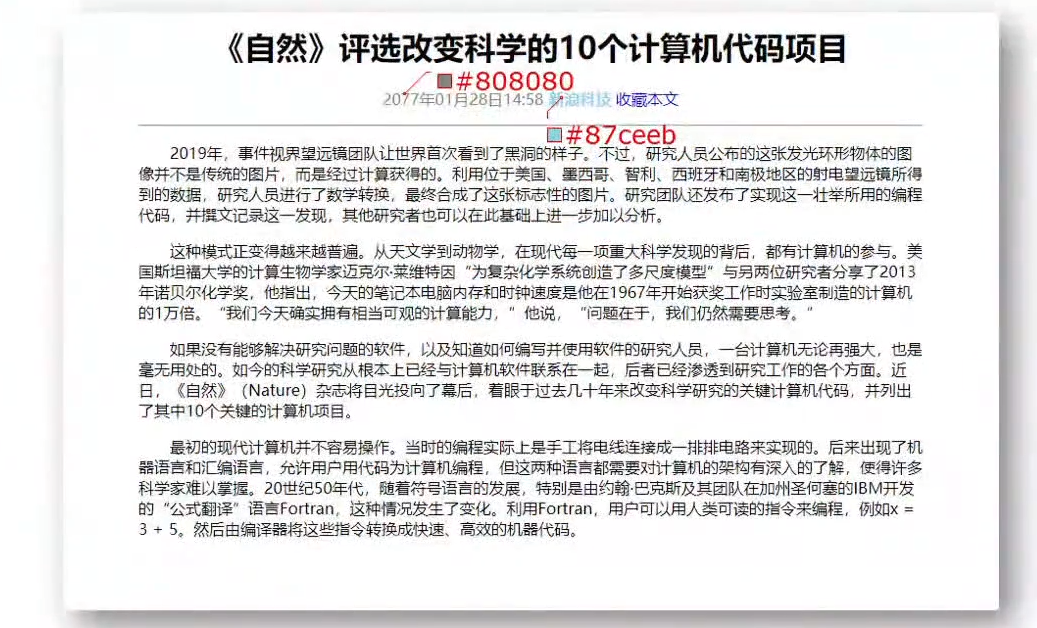 《自然》评选改变科学的10个计算机代码项目
#808080
2077年01月28日14:58 新浪科技 收藏本文
#87ceeb
2019年，事件视界望远镜团队让世界首次看到了黑洞的样子。不过，研究人员公布的这张发光环形物体的图
像并不是传统的图片，而是经过计算获得的。利用位于美国、墨西哥、智利、西班牙和南极地区的射电望远镜所得
到的数据，研究人员进行了数学转换，最终合成了这张标志性的图片。研究团队还发布了实现这一壮举所用的编程
代码，并撰文记录这一发现，其他研究者也可以在此基础上进一步加以分析。
这种模式正变得越来越普遍。从天文学到动物学，在现代每一项重大科学发现的背后，都有计算机的参与。美
国斯坦福大学的计算生物学家迈克尔·莱维特因“为复杂化学系统创造了多尺度模型”与另两位研究者分享了2013
年诺贝尔化学奖，他指出，今天的笔记本电脑内存和时钟速度是他在1967年开始获奖工作时实验室制造的计算机
的1万倍。“我们今天确实拥有相当可观的计算能力，”他说，“问题在于，我们仍然需要思考。”
如果没有能够解决研究问题的软件，以及知道如何编写并使用软件的研究人员，一台计算机无论再强大，也是
毫无用处的。如今的科学研究从根本上已经与计算机软件联系在一起，后者已经渗透到研究工作的各个方面。近
日，《自然》（Nature）杂志将目光投向了幕后，着眼于过去几十年来改变科学研究的关键计算机代码，并列出
了其中10个关键的计算机项目。
最初的现代计算机并不容易操作。当时的编程实际上是手工将电线连接成一排排电路来实现的。后来出现了机
器语言和汇编语言，允许用户用代码为计算机编程，但这两种语言都需要对计算机的架构有深入的了解，使得许多
科学家难以掌握。20世纪50年代，随着符号语言的发展，特别是由约翰·巴克斯及其团队在加州圣何塞的IBM开发
的“公式翻译”语言Fortran，这种情况发生了变化。利用Fortran，用户可以用人类可读的指令来编程，例如x =
3 + 5。然后由编译器将这些指令转换成快速、高效的机器代码。